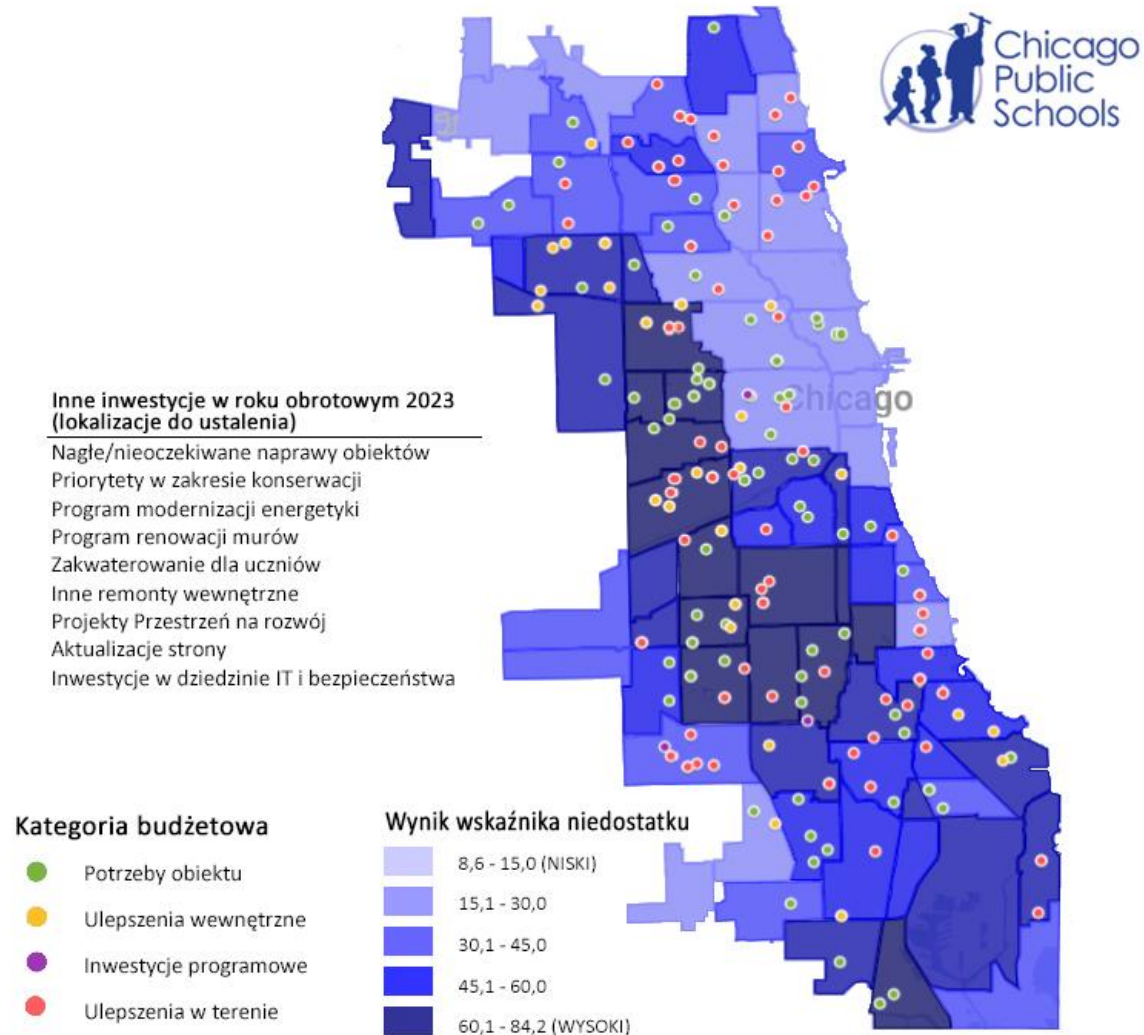 Chicago
Public
Schools
Chicago
Inne inwestycje w roku obrotowym 2023
(lokalizacje do ustalenia)
Nagłe/nieoczekiwane naprawy obiektów
Priorytety w zakresie konserwacji
Program modernizacji energetyki
Program renowacji murów
Zakwaterowanie dla uczniów
Inne remonty wewnętrzne
Projekty Przestrzeń na rozwój
Aktualizacje strony
Inwestycje w dziedzinie IT i bezpieczeństwa
Kategoria budżetowa
Potrzeby obiektu
Ulepszenia wewnętrzne
Inwestycje programowe
Ulepszenia w terenie
Wynik wskaźnika niedostatku
8,6 - 15,0 (NISKI)
15,1 - 30,0
30,1 - 45,0
45,1 - 60,0
60,1 - 84,2 (WYSOKI)